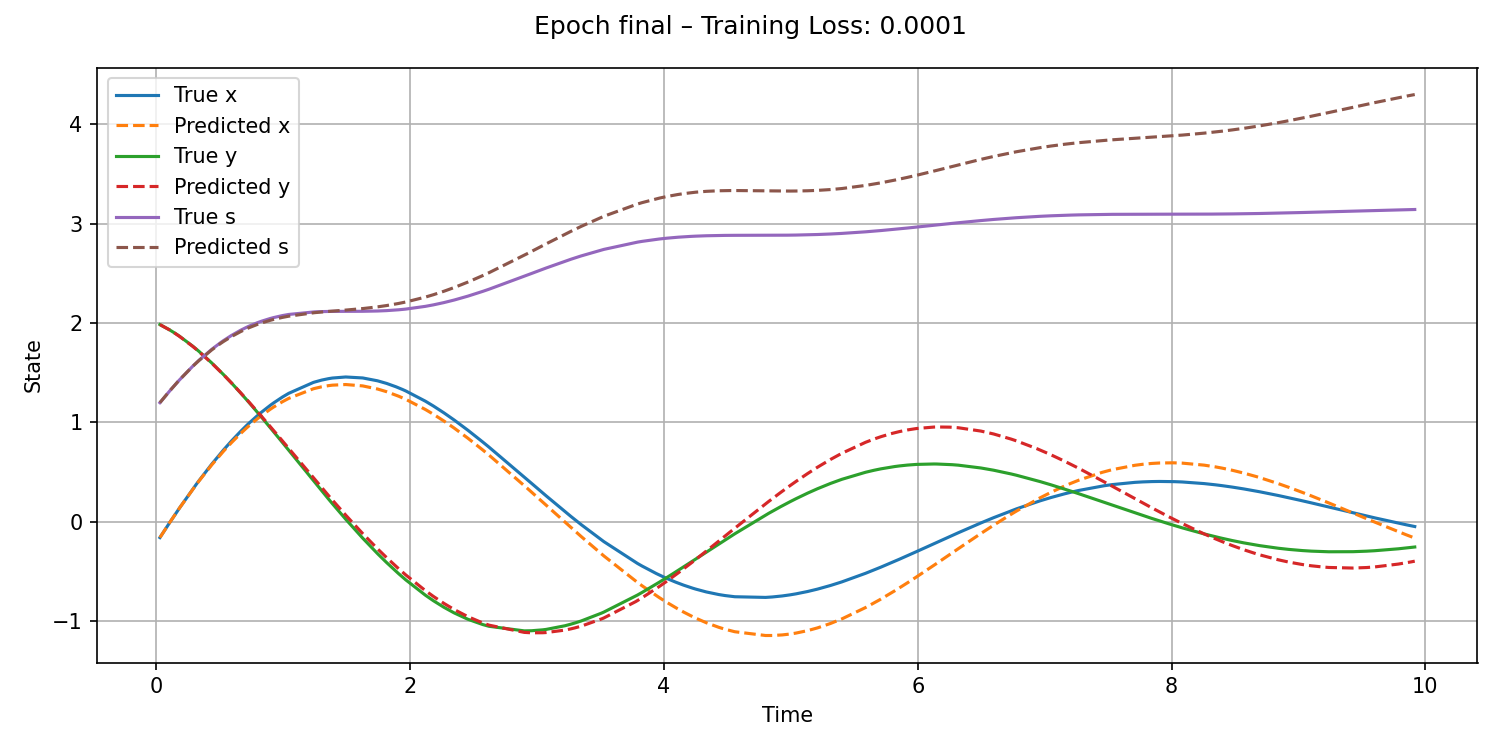 Epoch final – Training Loss: 0.0001
True x
Predicted x
True y
Predicted y
True s
Predicted s
4
3
2
1
0
−1
State
0 2 4 6 8 10
Time